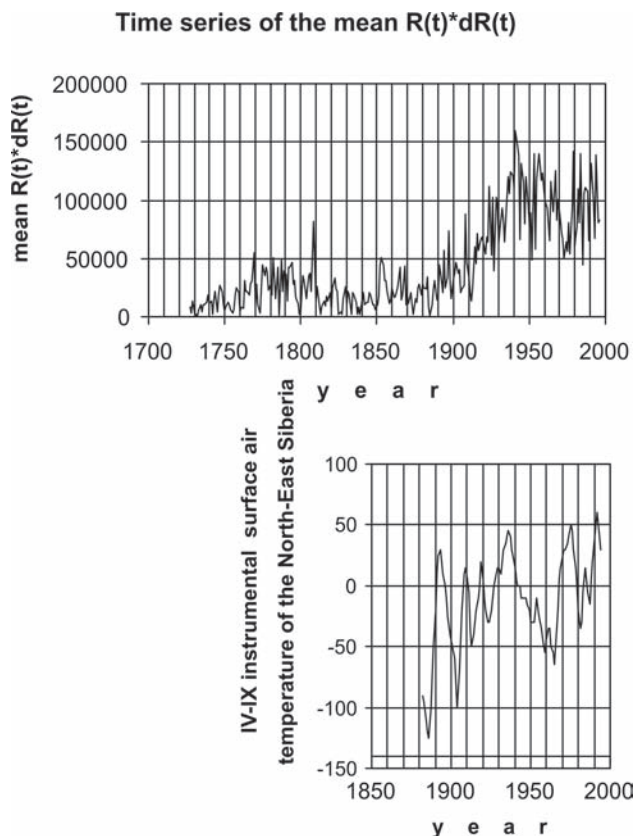 Time series of the mean R(t)*dR(t)
mean R(t)*dR(t)
200000
150000
100000
50000
0
1700 1750 1800 1850 1900 1950 2000
y e a r
IV-IX instrumental surface air
temperature of the North-East Siberia
100
50
0
-50
-100
-150
1850 1900 1950 2000
y e a r